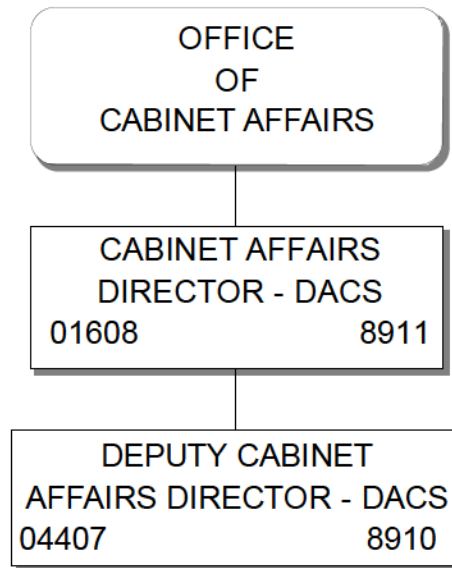 OFFICE
OF
CABINET AFFAIRS
CABINET AFFAIRS
DIRECTOR - DACS
01608 8911
DEPUTY CABINET
AFFAIRS DIRECTOR - DACS
04407 8910